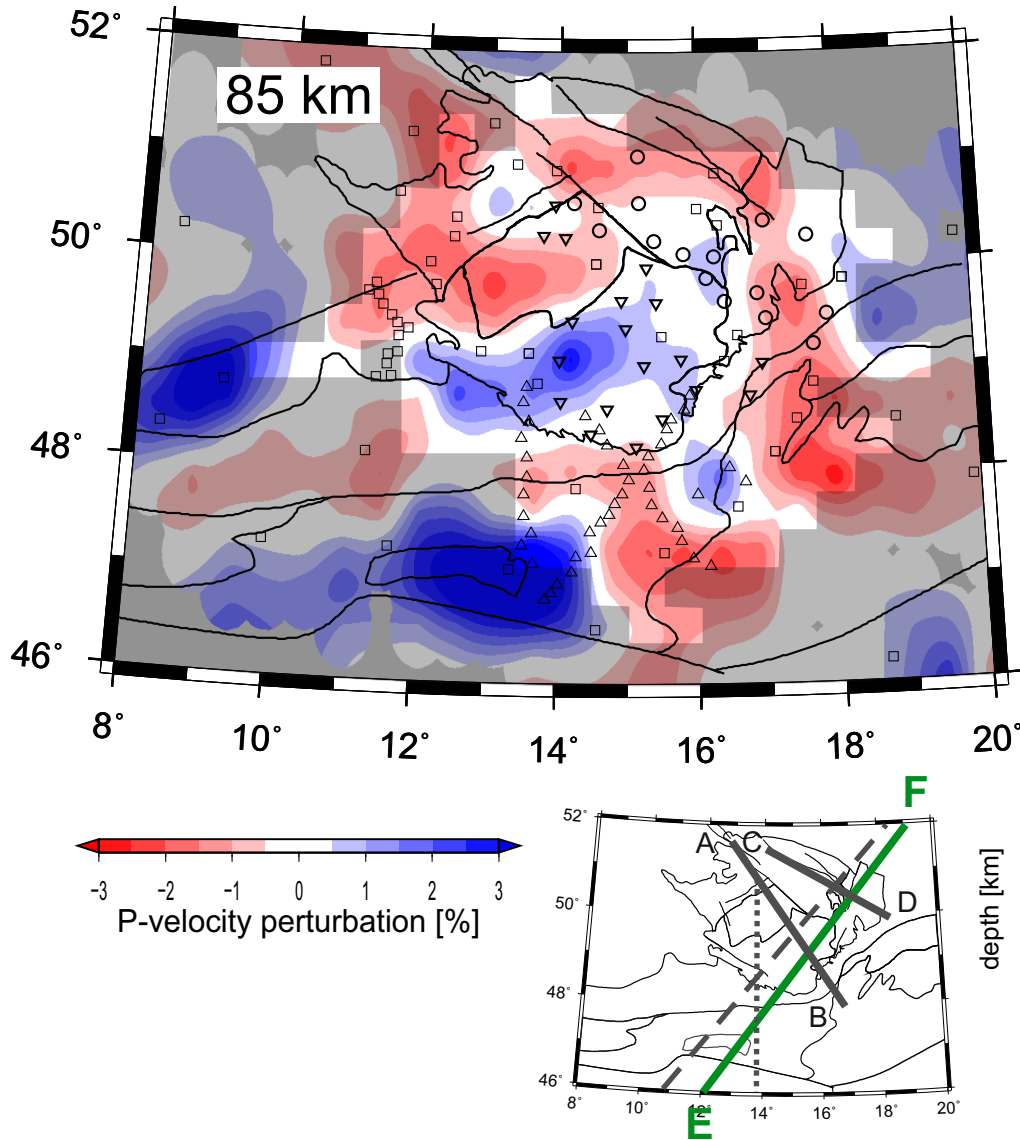 52˚
85 km
50˚
48˚
46˚
8˚ 10˚ 12˚ 14˚ 16˚ 18˚ 20˚
−3 −2 −1 0 1 2 3
P-velocity perturbation [%]
F
52˚
A C
D
50˚
depth [km]
48˚
B
46˚
8˚ 10˚ 12˚ 14˚ 16˚ 18˚ 20˚
E